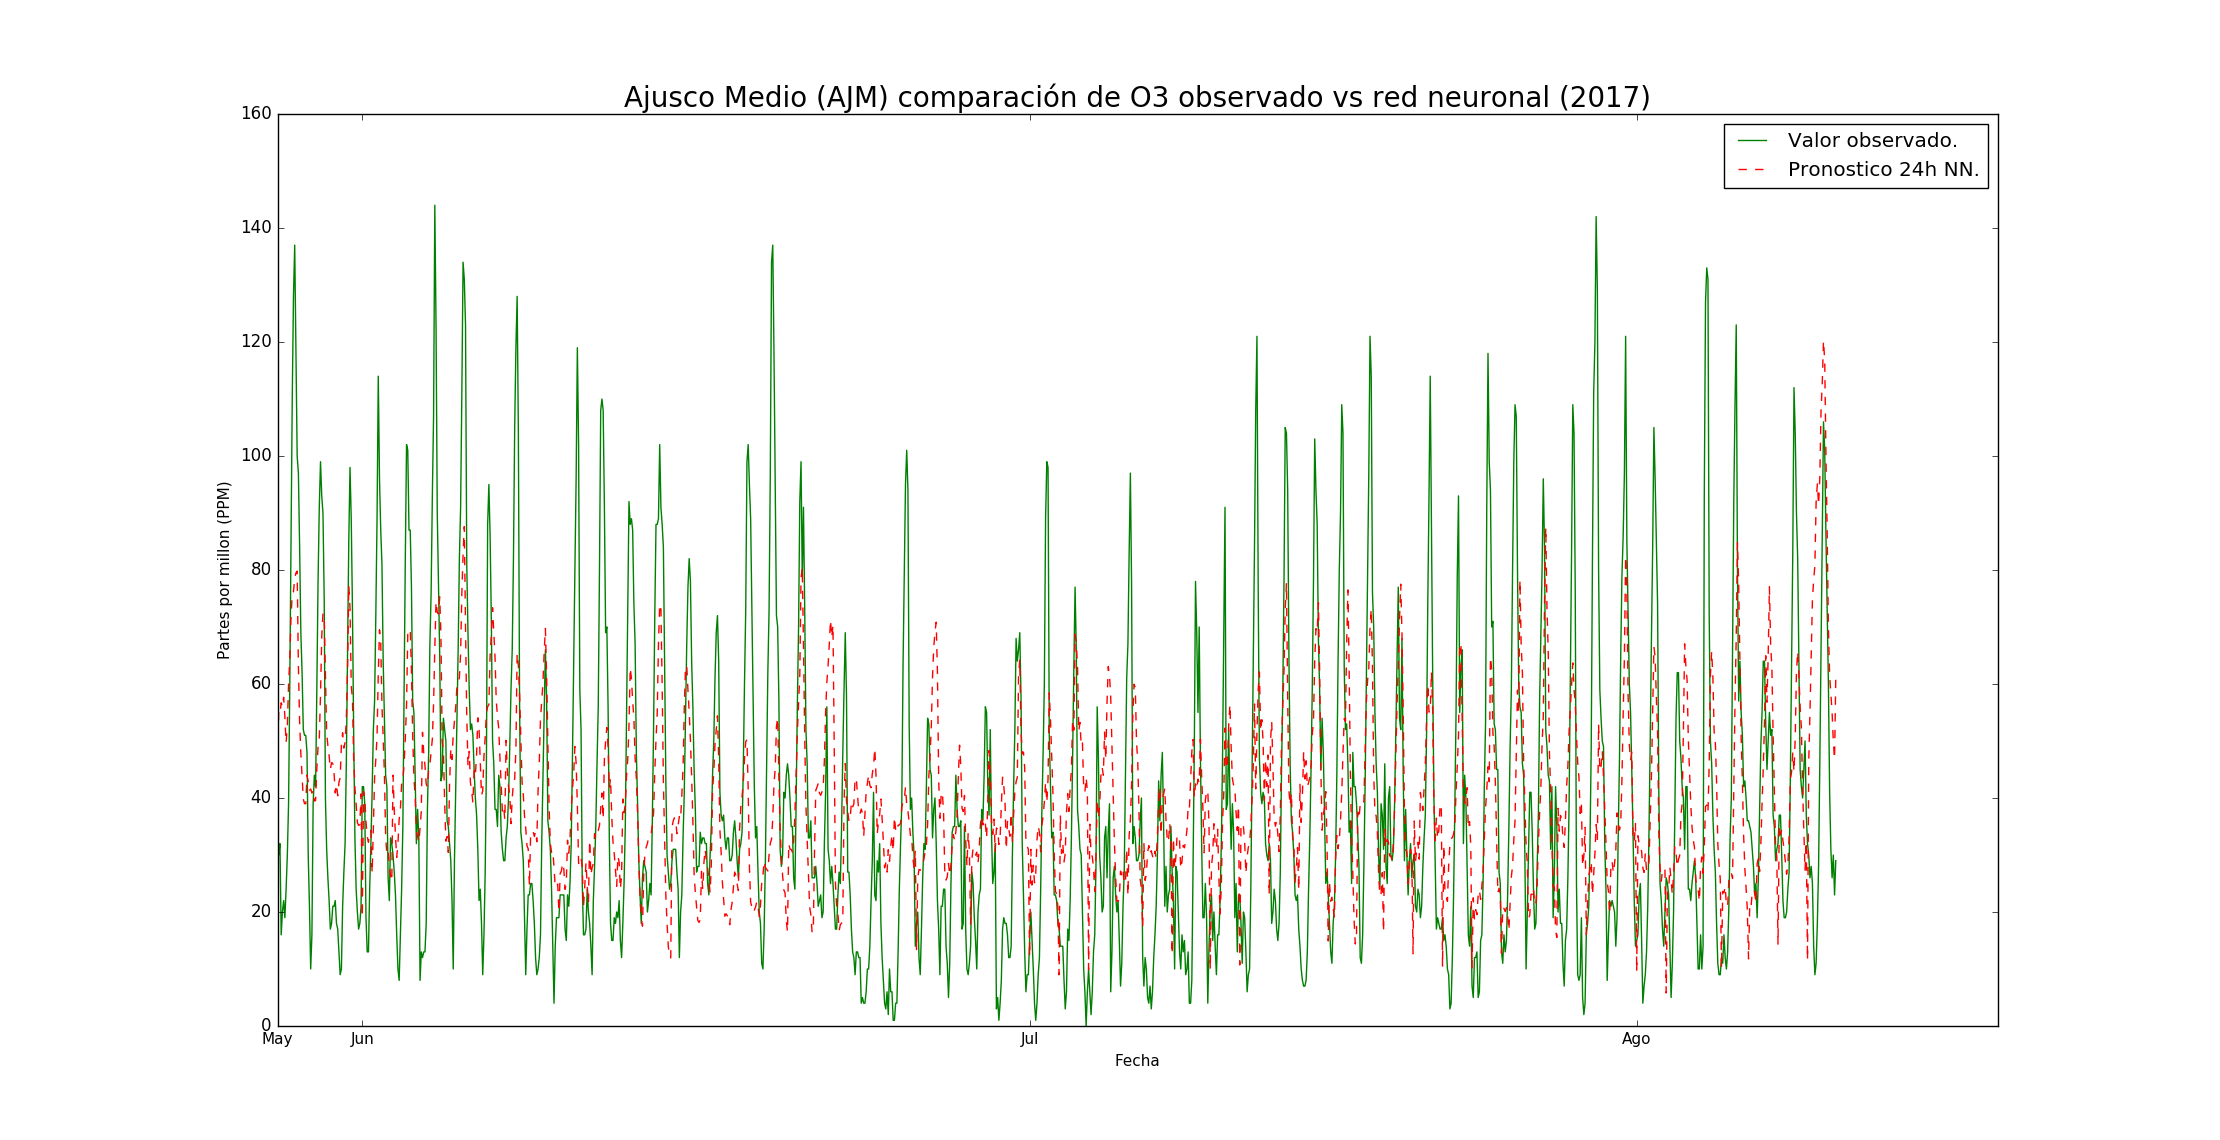 Ajusco Medio (AJM) comparación de O3 observado vs red neuronal (2017)
Valor observado.
Pronostico 24h NN.
Partes por millon (PPM)
160
140
120
100
80
60
40
20
0
May Jun Jul Ago
Fecha